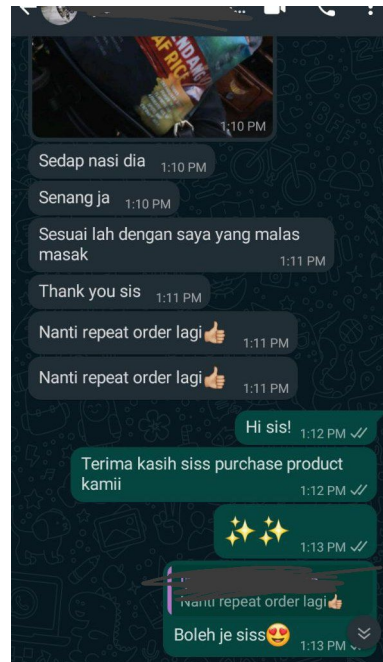 1:10 PM
Sedap nasi dia 1:10 PM
Senang ja 1:10 PM
Sesuai lah dengan saya yang malas
masak 1:11 PM
Thank you sis 1:11 PM
Nanti repeat order lagi👍🏼 1:11 PM
Nanti repeat order lagi👍🏼 1:11 PM
Hi sis! 1:12 PM
Terima kasih siss purchase product
kamii 1:12 PM
✨✨ 1:13 PM
Nanti repeat order lagi👍🏼
Boleh je siss😍 1:13 PM